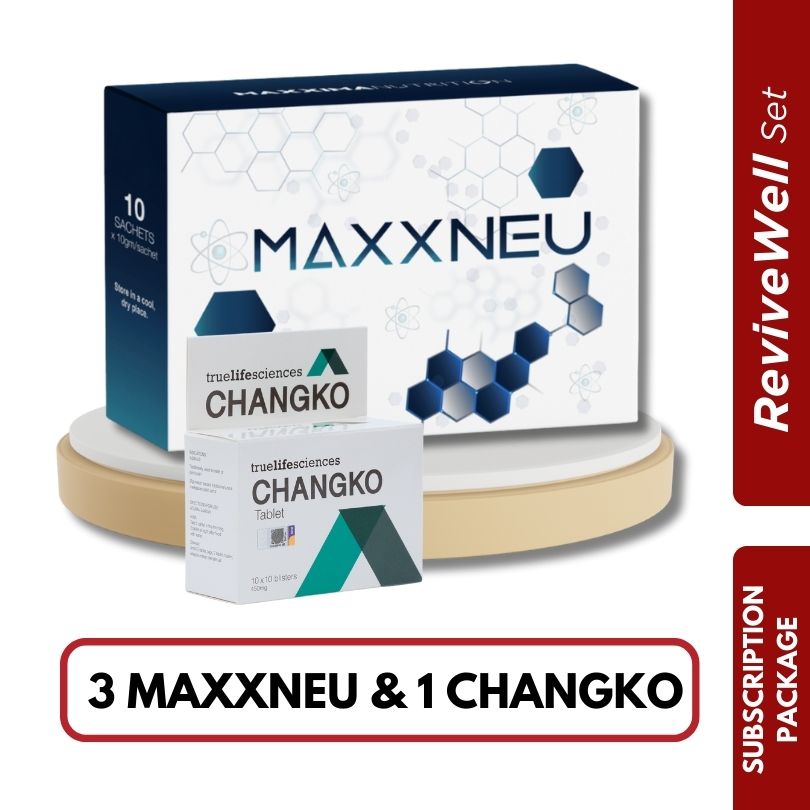 MAXXIMANUTRITION
10
SACHETS
x 10gm/sachet
Store in a cool,
dry place.
MAXXNEU
truelifesciences
CHANGKO
truelifesciences
CHANGKO
Tablet
10 x 10 blisters
450mg
3 MAXXNEU & 1 CHANGKO
ReviveWell Set
SUBSCRIPTION
PACKAGE